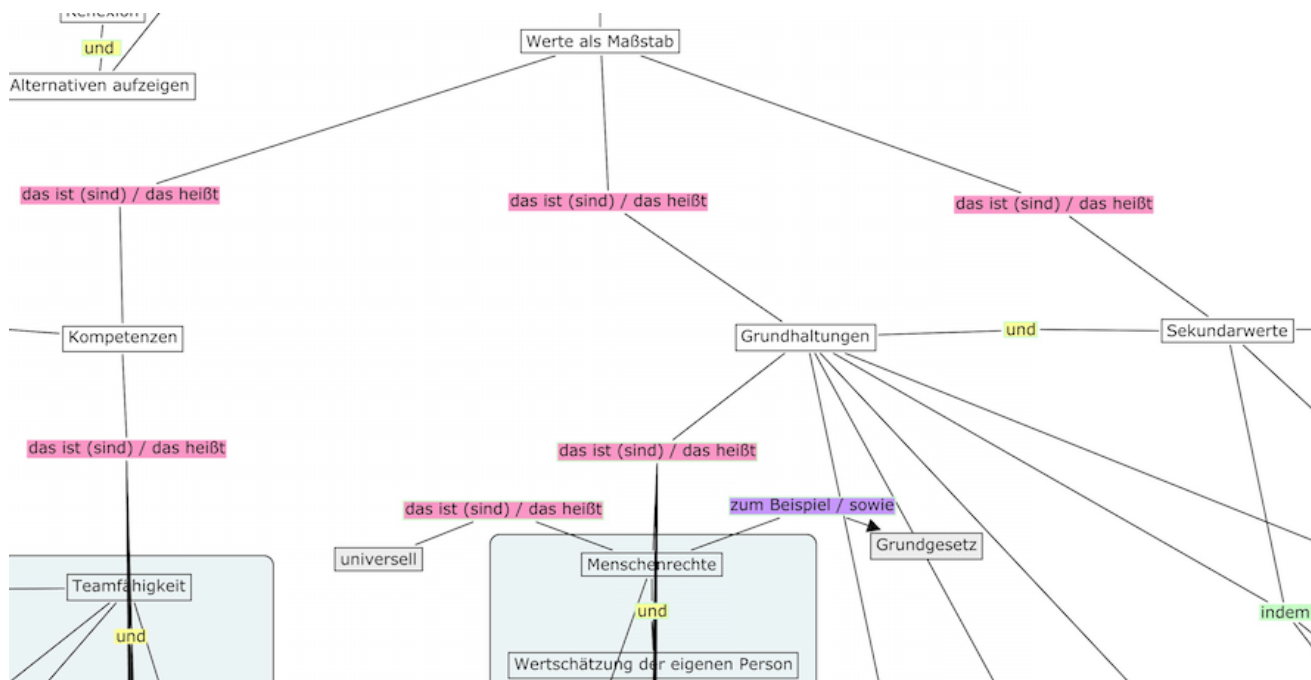 Reflexion
Werte als Maßstab
und
Alternativen aufzeigen
das ist (sind) / das heißt
das ist (sind) / das heißt
das ist (sind) / das heißt
Kompetenzen
Grundhaltungen
und
Sekundarwerte
das ist (sind) / das heißt
das ist (sind) / das heißt
das ist (sind) / das heißt
zum Beispiel / sowie
universell
Menschenrechte
Grundgesetz
Teamfähigkeit
und
indem
und
Wertschätzung der eigenen Person